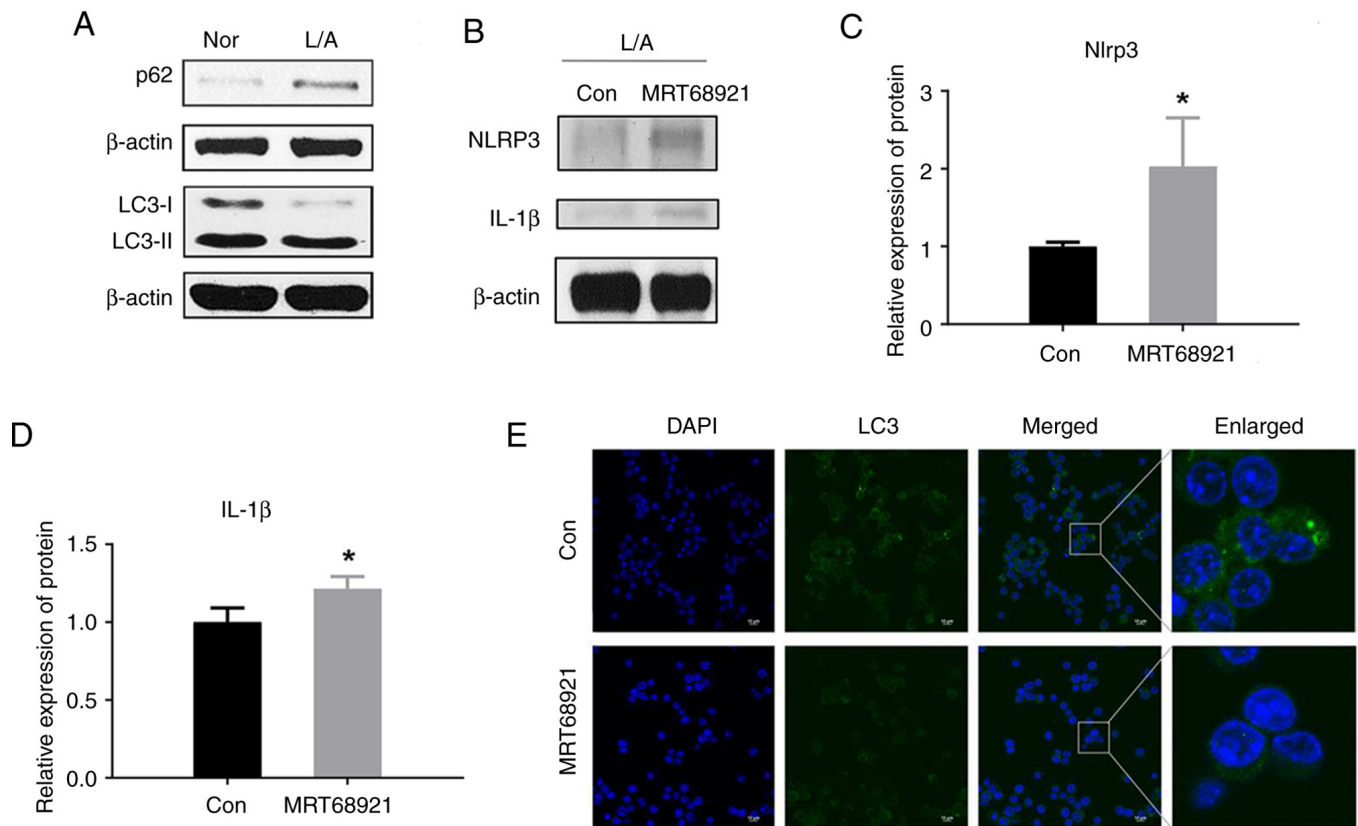 A
Nor L/A
p62
β-actin
LC3-I
LC3-II
β-actin
B
L/A
Con MRT68921
NLRP3
IL-1β
β-actin
C
Nlrp3
Relative expression of protein
3
2
1
0
*
Con MRT68921
D
IL-1β
Relative expression of protein
1.5
1.0
0.5
0.0
*
Con MRT68921
E
DAPI LC3 Merged Enlarged
Con
MRT68921